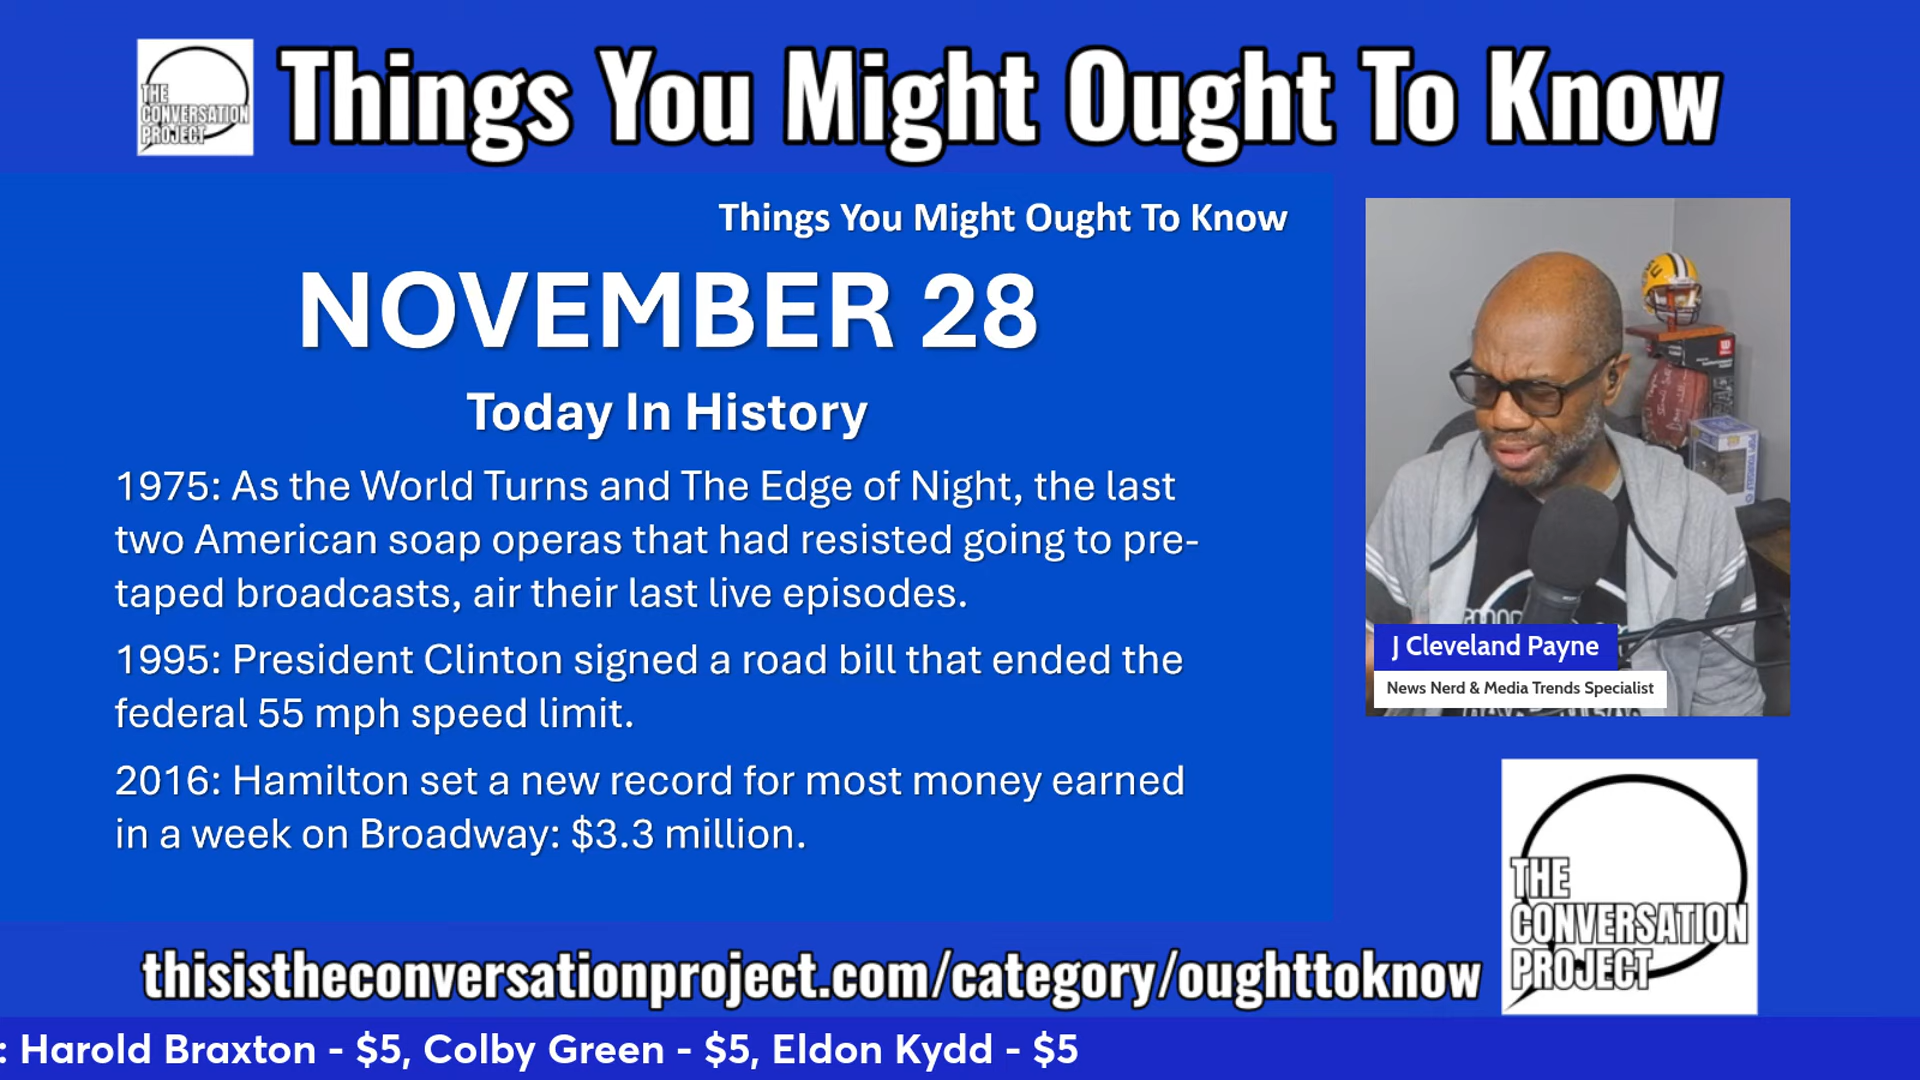 THE
CONVERSATION
PROJECT
Things You Might Ought To Know
Things You Might Ought To Know
NOVEMBER 28
Today In History
1975: As the World Turns and The Edge of Night, the last
two American soap operas that had resisted going to pre-
taped broadcasts, air their last live episodes.
1995: President Clinton signed a road bill that ended the
federal 55 mph speed limit.
2016: Hamilton set a new record for most money earned
in a week on Broadway: $3.3 million.
J Cleveland Payne
News Nerd & Media Trends Specialist
THE
CONVERSATION
PROJECT
thisistheconversationproject.com/category/oughttoknow
: Harold Braxton - $5, Colby Green - $5, Eldon Kydd - $5